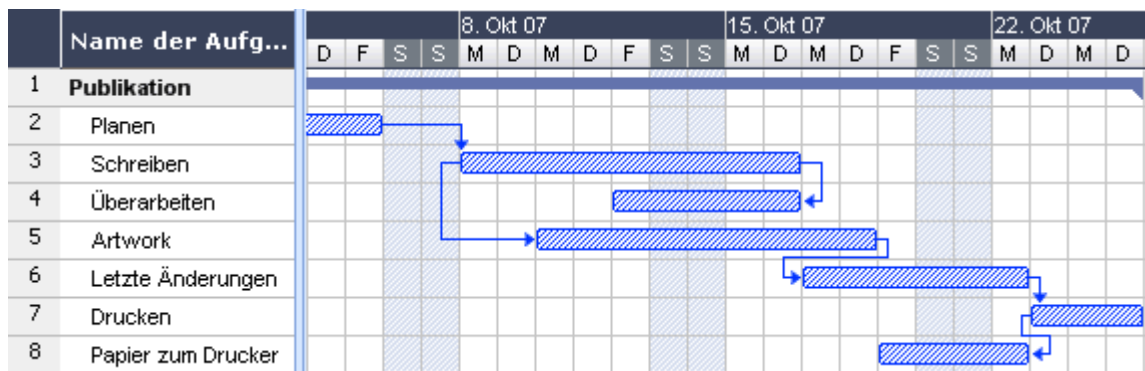 Name der Aufg...
8. Okt 07 15. Okt 07 22. Okt 07
D F S S M D M D F S S M D M D F S S M D M D
1 Publikation
2 Planen
3 Schreiben
4 Überarbeiten
5 Artwork
6 Letzte Änderungen
7 Drucken
8 Papier zum Drucker